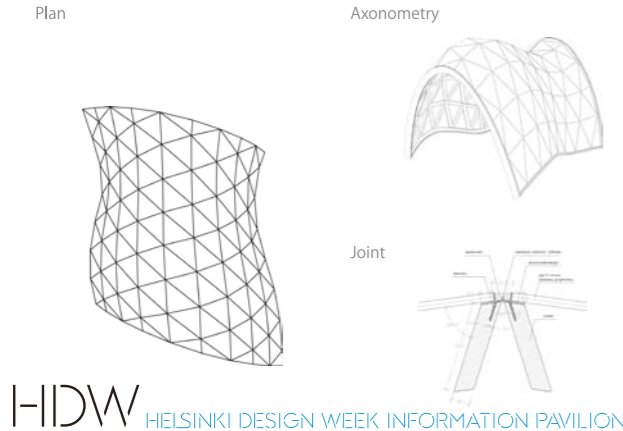 Plan
Axonometry
Joint
HDW HELSINKI DESIGN WEEK INFORMATION PAVILION